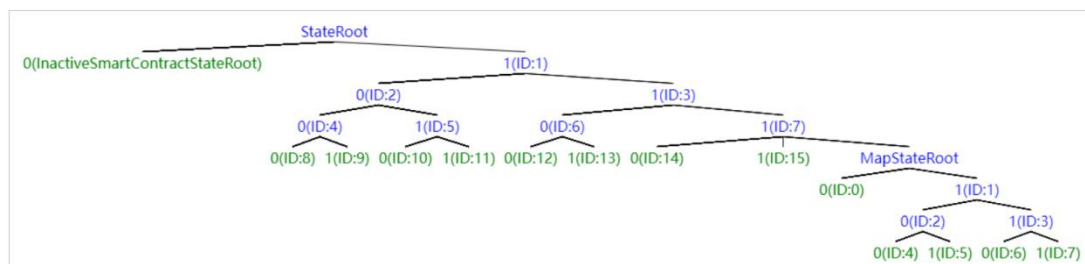 StateRoot
0(InactiveSmartContractStateRoot) 1(ID:1)
0(ID:2) 1(ID:3)
0(ID:4) 1(ID:5) 0(ID:6) 1(ID:7)
0(ID:8) 1(ID:9) 0(ID:10) 1(ID:11) 0(ID:12) 1(ID:13) 0(ID:14) 1(ID:15) MapStateRoot
0(ID:0) 1(ID:1)
0(ID:2) 1(ID:3)
0(ID:4) 1(ID:5) 0(ID:6) 1(ID:7)